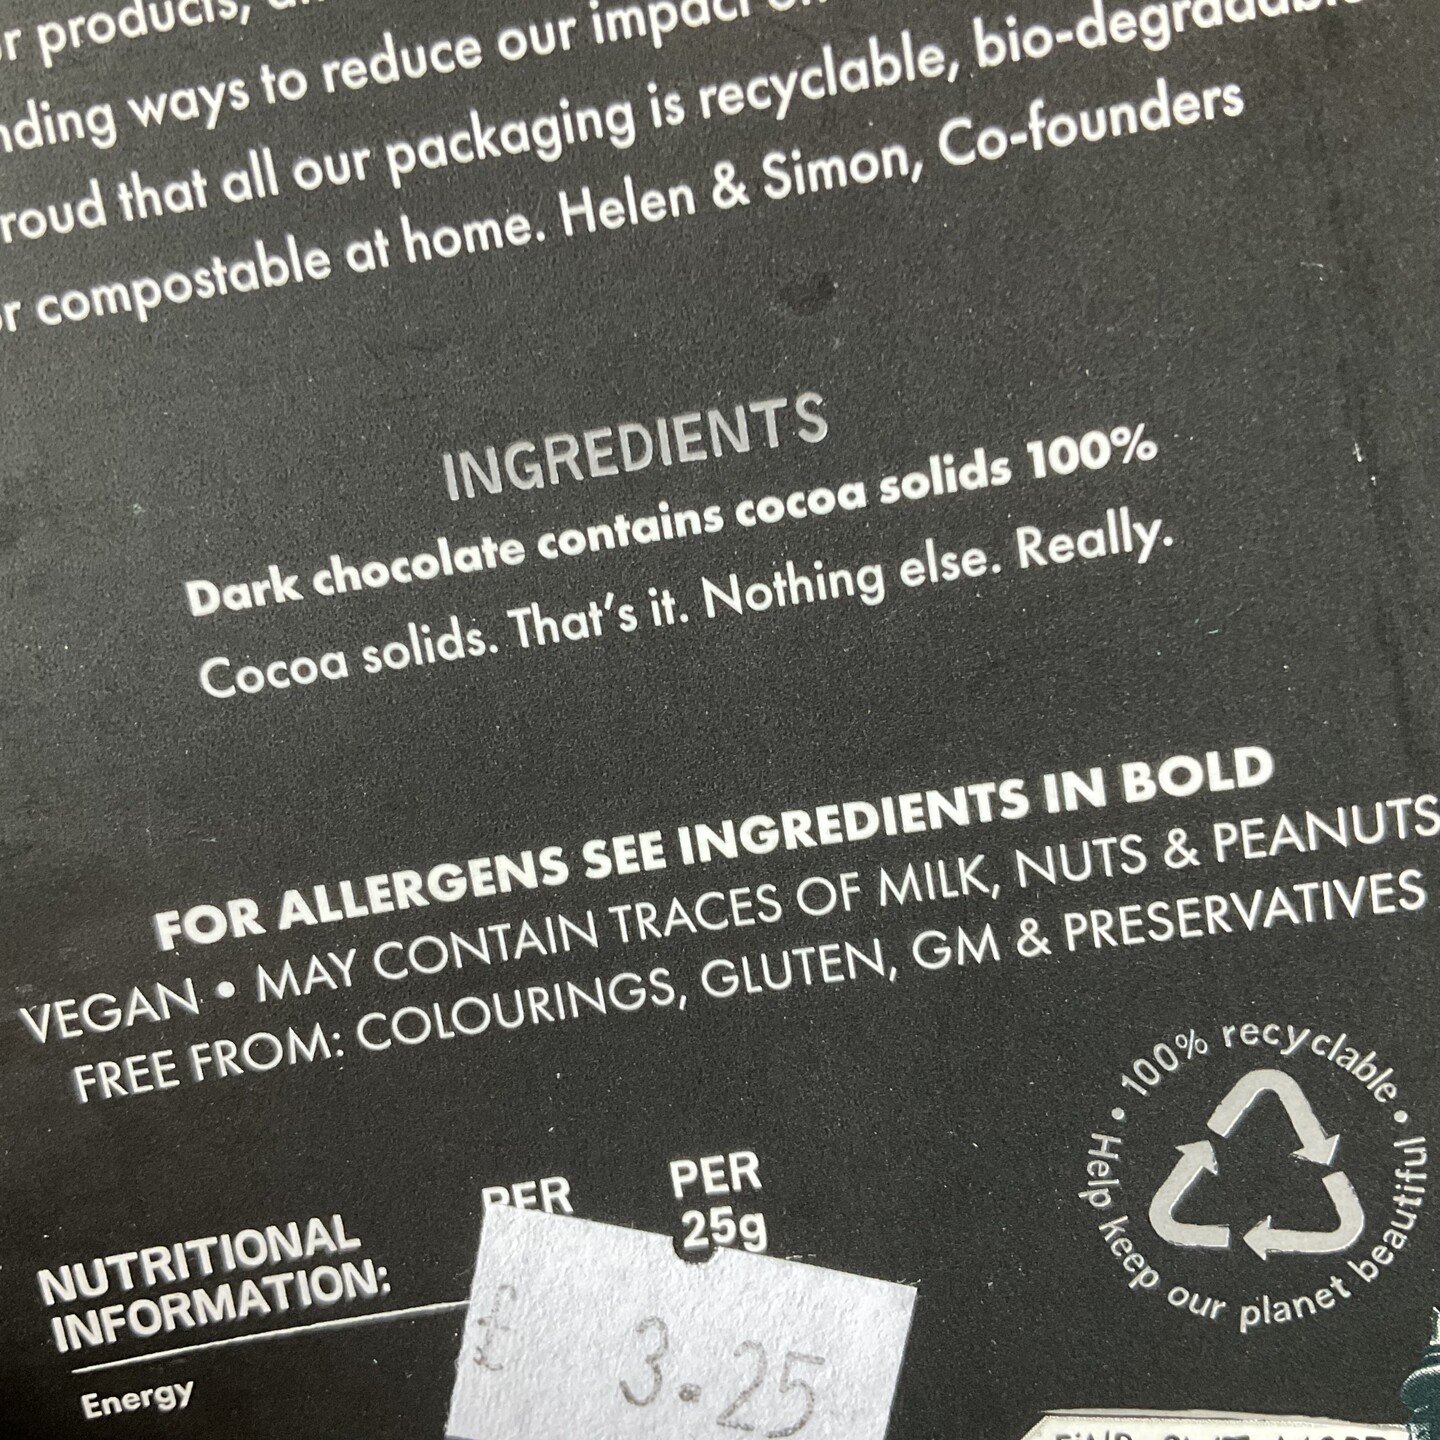 products,
ways to reduce our impact
that all our packaging is recyclable, bio-degradable
compostable at home. Helen & Simon, Co-founders
INGREDIENTS
Dark chocolate contains cocoa solids 100%
Cocoa solids. That's it. Nothing else. Really.
FOR ALLERGENS SEE INGREDIENTS IN BOLD
VEGAN • MAY CONTAIN TRACES OF MILK, NUTS & PEANUTS
FREE FROM: COLOURINGS, GLUTEN, GM & PRESERVATIVES
• 100% recyclable •
Help keep our planet beautiful
NUTRITIONAL
INFORMATION:
PER
PER
25g
Energy
£ 3.25